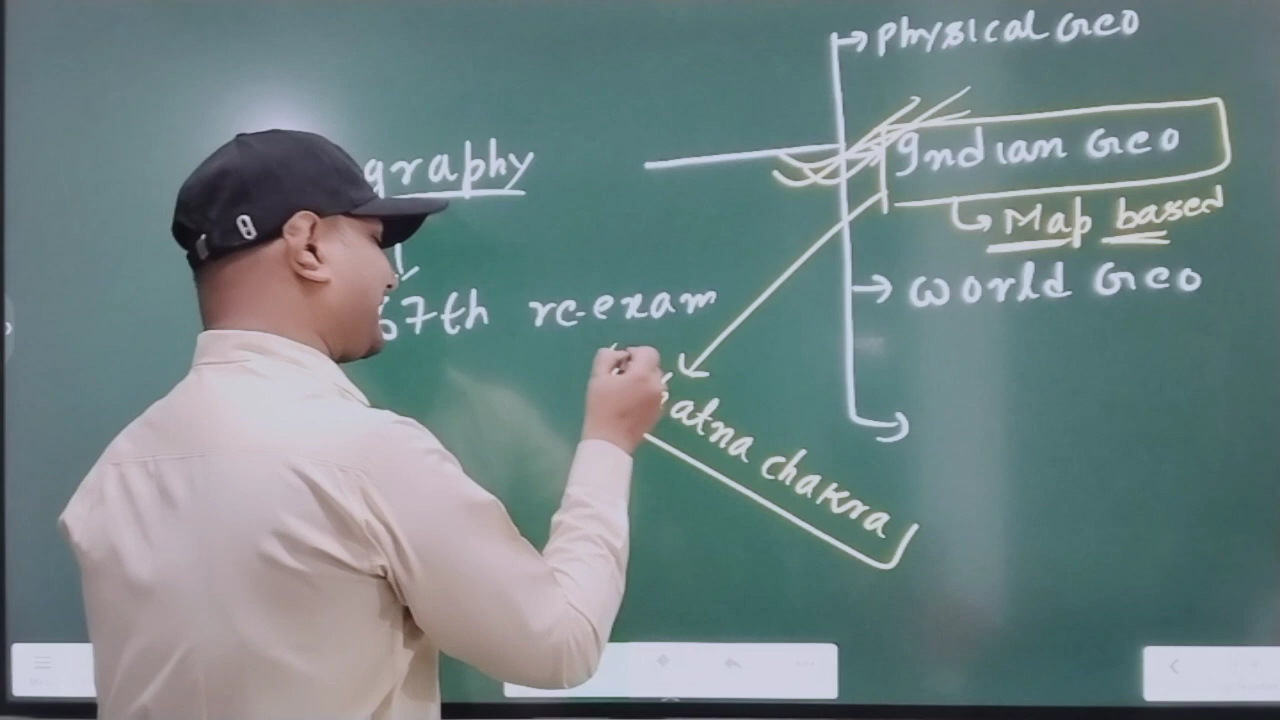 Physical Geo
graphy
Indian Geo
Map based
World Geo
67th re-exam
atna chakra